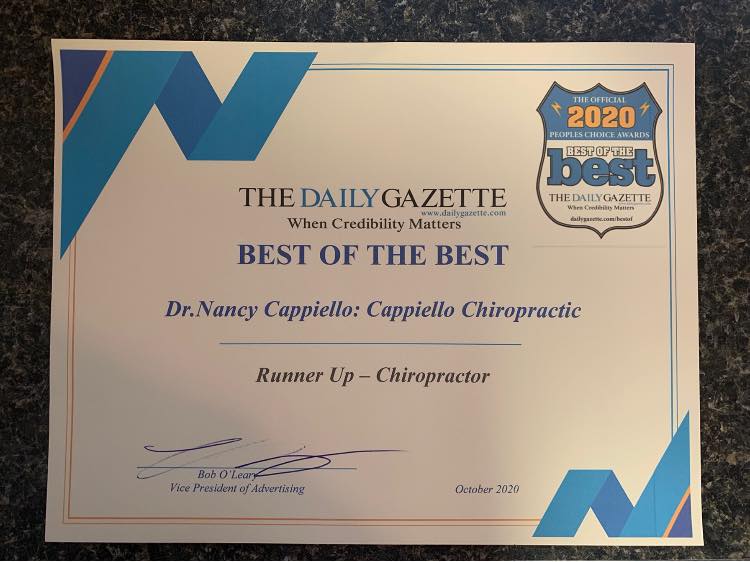 THE OFFICIAL
2020
PEOPLES CHOICE AWARDS
BEST OF THE
best
THE DAILY GAZETTE
When Credibility Matters
dailygazette.com/bestof
THE DAILY GAZETTE
www.dailygazette.com
When Credibility Matters
BEST OF THE BEST
Dr.Nancy Cappiello: Cappiello Chiropractic
Runner Up – Chiropractor
Bob O'Leary
Vice President of Advertising
October 2020